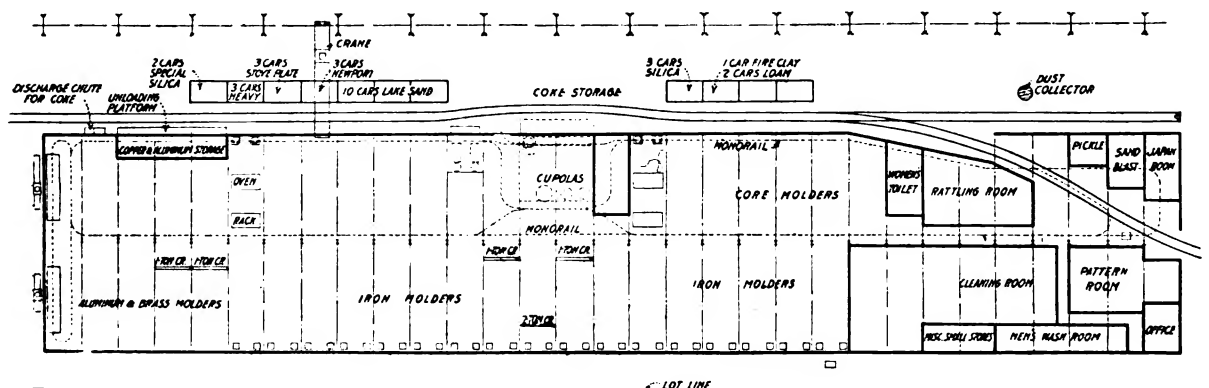 CRANE
2 CARS
SPECIAL
SILICA
3 CARS
STOVE PLATE
3 CARS
NEWPORT
3 CARS
HEAVY
10 CARS LAKE SAND
COKE STORAGE
3 CARS
SILICA
1 CAR FIRE CLAY
2 CARS LOAM
DUST
COLLECTOR
DISCHARGE CHUTE
FOR COKE
UNLOADING
PLATFORM
COPPER & ALUMINUM STORAGE
OVEN
RACK
CUPOLAS
MONORAIL
MONORAIL
CORE MOLDERS
WOMEN'S
TOILET
RATTLING ROOM
PICKLE
SAND
BLAST
JAPAN
ROOM
1-TON CR.
1-TON CR.
1-TON CR.
1-TON CR.
2-TON CR.
ALUMINUM & BRASS MOLDERS
IRON MOLDERS
IRON MOLDERS
CLEANING ROOM
PATTERN
ROOM
MISC. SMALL STORES
MEN'S WASH ROOM
OFFICE
LOT LINE